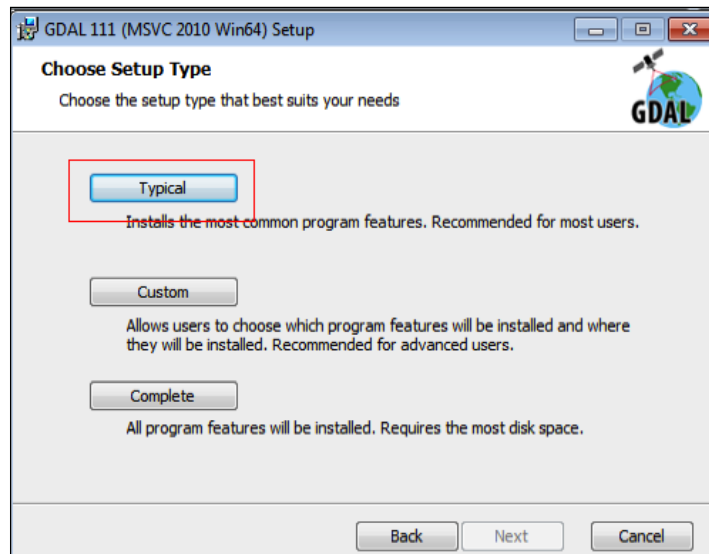 GDAL 111 (MSVC 2010 Win64) Setup
Choose Setup Type
Choose the setup type that best suits your needs
GDAL
Typical
Installs the most common program features. Recommended for most users.
Custom
Allows users to choose which program features will be installed and where
they will be installed. Recommended for advanced users.
Complete
All program features will be installed. Requires the most disk space.
Back Next Cancel